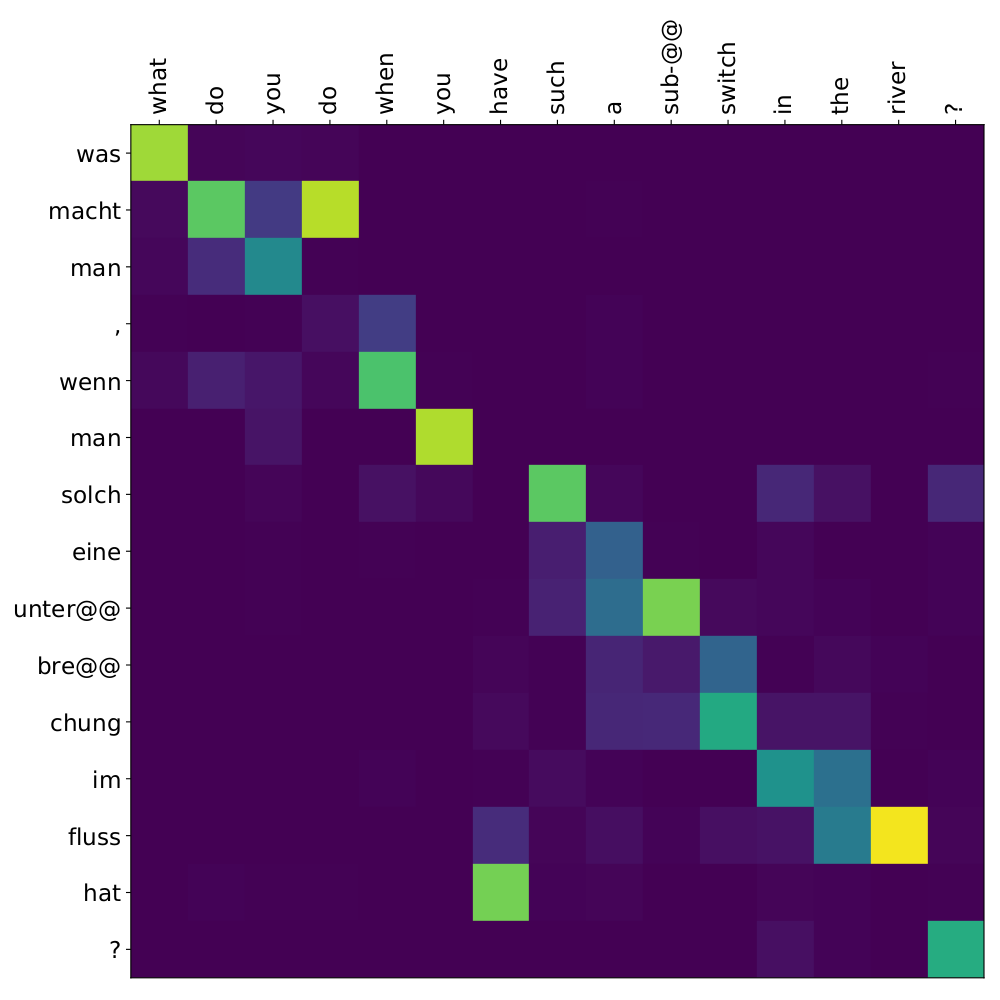 what do you do when you have such a sub-@@ switch in the river ?
was
macht
man
,
wenn
man
solch
eine
unter@@
bre@@
chung
im
fluss
hat
?